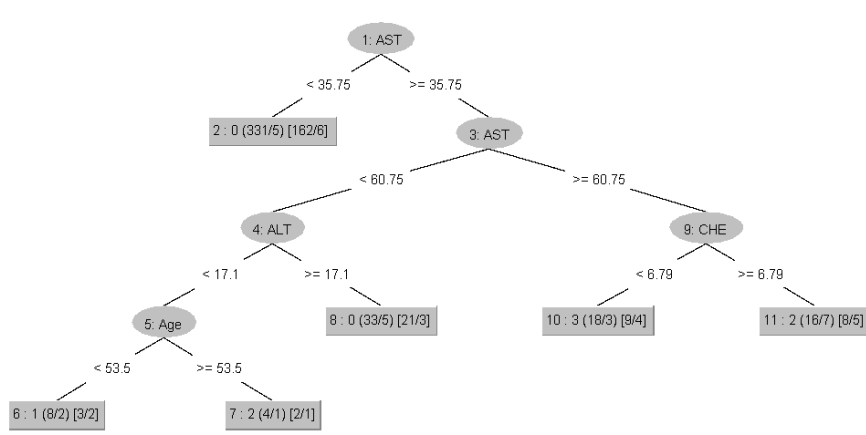 1: AST
< 35.75
>= 35.75
2 : 0 (331/5) [162/6]
3: AST
< 60.75
>= 60.75
4: ALT
9: CHE
< 17.1
>= 17.1
< 6.79
>= 6.79
5: Age
8 : 0 (33/5) [21/3]
10 : 3 (18/3) [9/4]
11 : 2 (16/7) [8/5]
< 53.5
>= 53.5
6 : 1 (8/2) [3/2]
7 : 2 (4/1) [2/1]